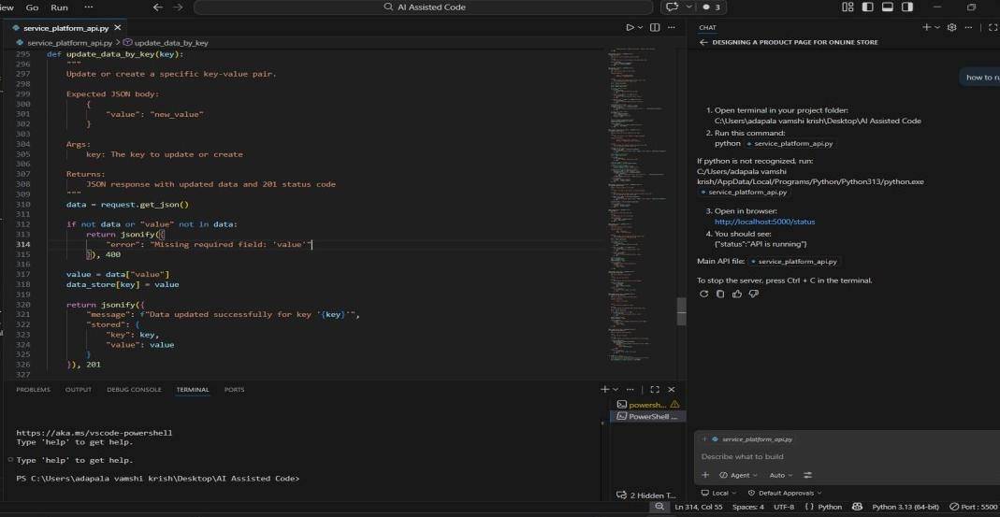 iew Go Run ··· AI Assisted Code 3
service_platform_api.py
service_platform_api.py > update_data_by_key
295 def update_data_by_key(key):
296 """
297 Update or create a specific key-value pair.
298
299 Expected JSON body:
300 {
301 "value": "new_value"
302 }
303
304 Args:
305 key: The key to update or create
306
307 Returns:
308 JSON response with updated data and 201 status code
309 """
310 data = request.get_json()
311
312 if not data or "value" not in data:
313 return jsonify({
314 "error": "Missing required field: 'value'"
315 }), 400
316
317 value = data["value"]
318 data_store[key] = value
319
320 return jsonify({
321 "message": f"Data updated successfully for key '{key}'",
322 "stored": {
323 "key": key,
324 "value": value
325 }
326 }), 201
327
PROBLEMS OUTPUT DEBUG CONSOLE TERMINAL PORTS
https://aka.ms/vscode-powershell
Type 'help' to get help.
Type 'help' to get help.
PS C:\Users\adapala vamshi krish\Desktop\AI Assisted Code>
powersh...
PowerShell ...
2 Hidden T...
CHAT
DESIGNING A PRODUCT PAGE FOR ONLINE STORE
how to ru
1. Open terminal in your project folder:
C:\Users\adapala vamshi krish\Desktop\AI Assisted Code
2. Run this command:
python service_platform_api.py
If python is not recognized, run:
C:/Users/adapala vamshi
krish/AppData/Local/Programs/Python/Python313/python.exe
service_platform_api.py
3. Open in browser:
http://localhost:5000/status
4. You should see:
{"status":"API is running"}
Main API file: service_platform_api.py
To stop the server, press Ctrl + C in the terminal.
+ service_platform_api.py
Describe what to build
Agent Auto
Local Default Approvals
Ln 314, Col 55 Spaces: 4 UTF-8 {} Python Python 3.13 (64-bit) Port : 5500